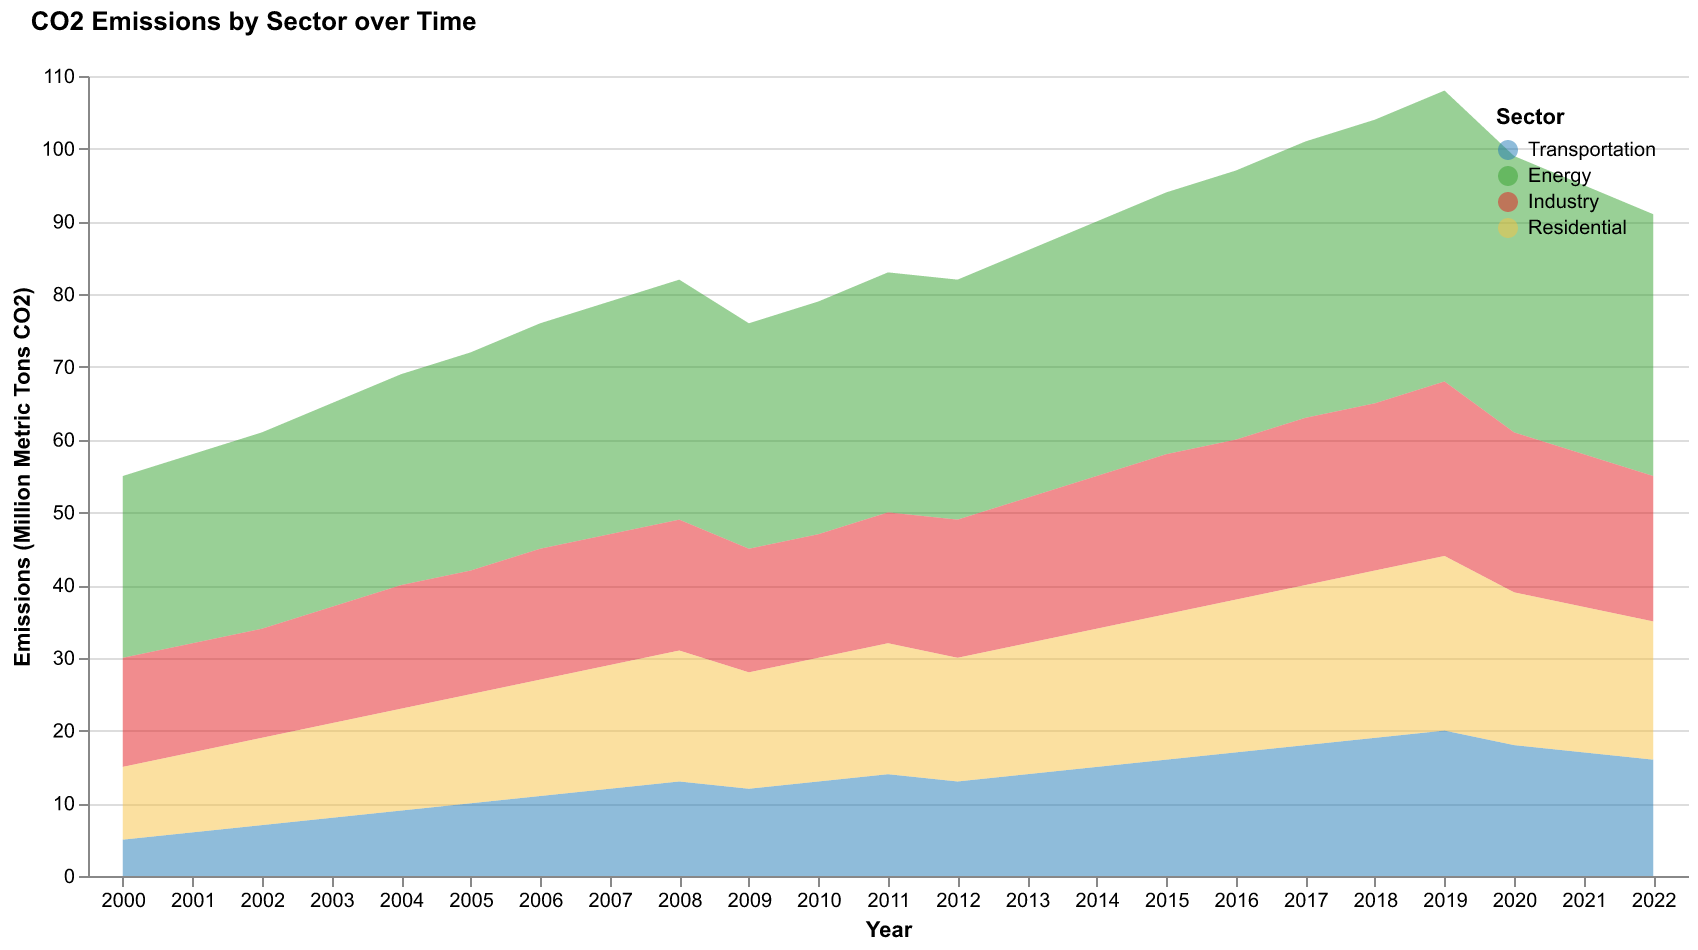 CO2 Emissions by Sector over Time
110
100
90
80
70
60
50
40
30
20
10
0
Emissions (Million Metric Tons CO2)
Sector
Transportation
Energy
Industry
Residential
2000 2001 2002 2003 2004 2005 2006 2007 2008 2009 2010 2011 2012 2013 2014 2015 2016 2017 2018 2019 2020 2021 2022
Year